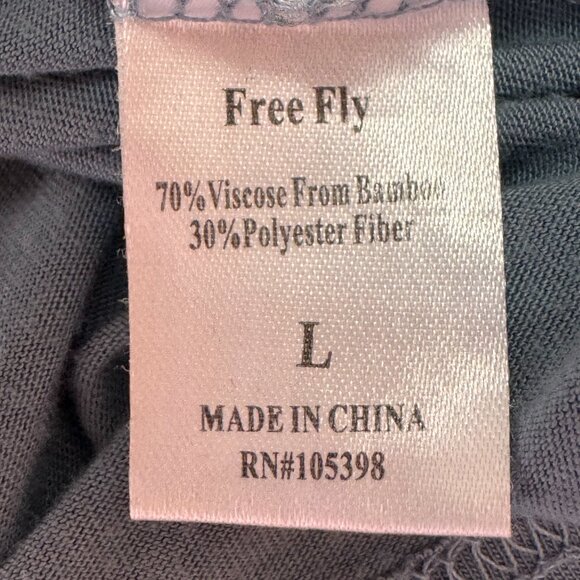 Free Fly
70%Viscose From Bamboo
30%Polyester Fiber
L
MADE IN CHINA
RN#105398